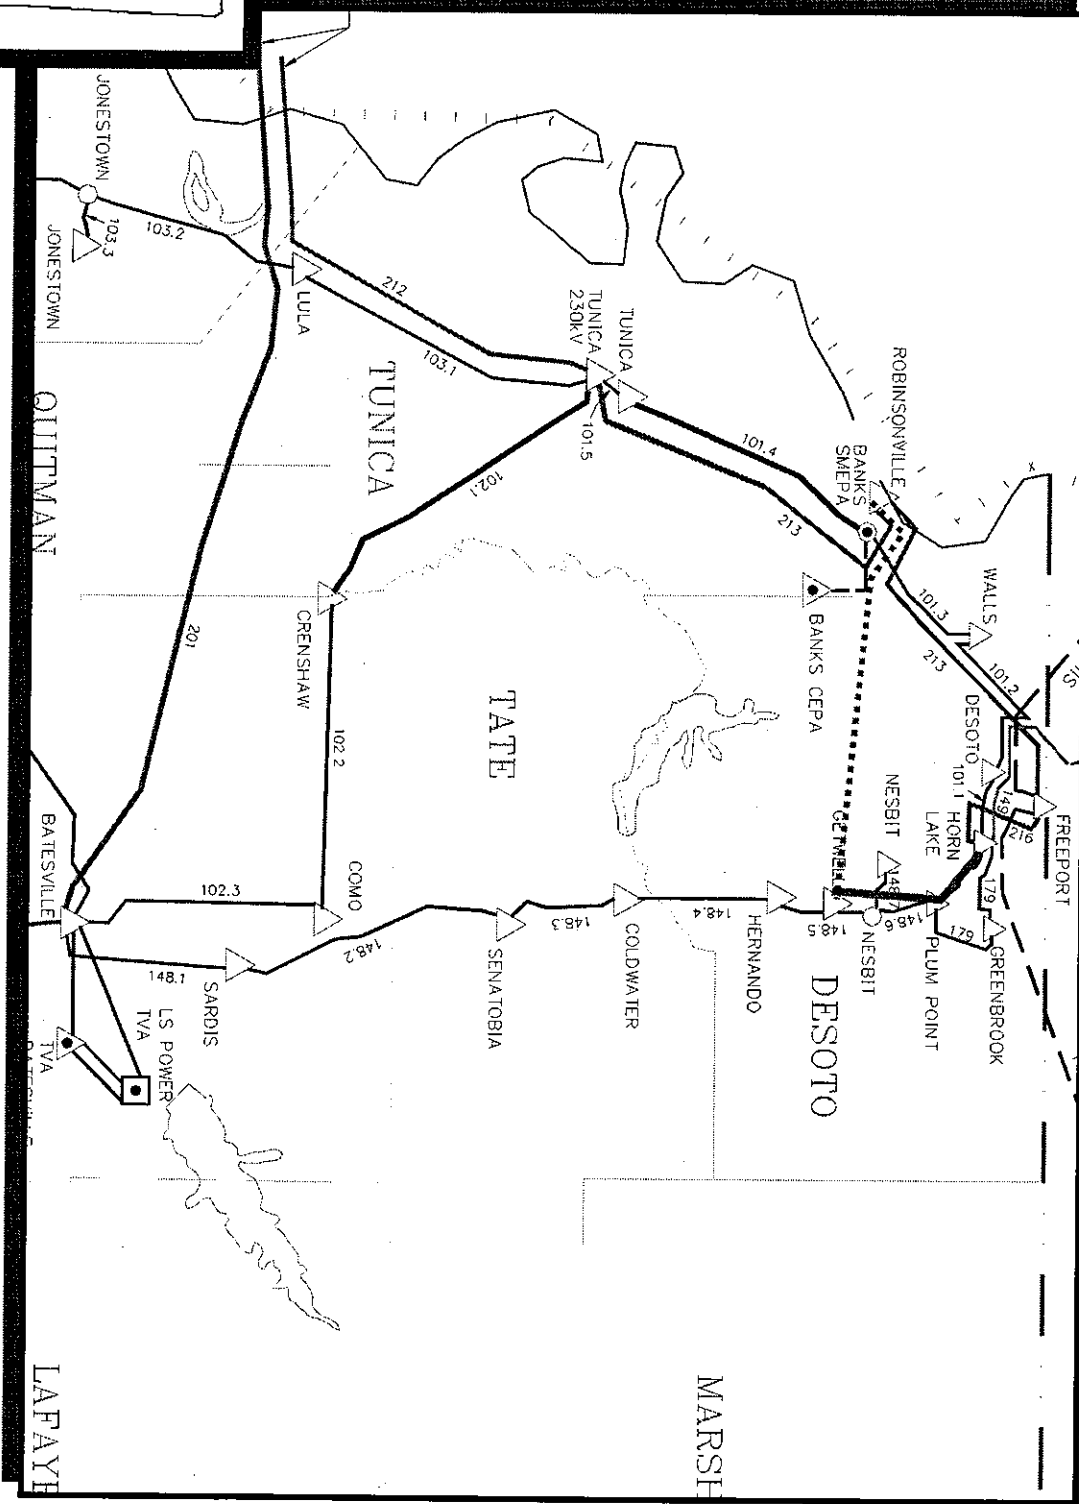 FREEPORT
216
WALLS
101.2
101.3
213
DESOTO
101.1
149
HORN
LAKE
179
GREENBROOK
179
PLUM POINT
NESBIT
148.6
NESBIT
148.5
ROBINSONVILLE
BANKS
SMEPA
BANKS CEPA
DESOTO
HERNANDO
148.4
101.4
213
TUNICA
TUNICA
230kV
101.5
COLDWATER
148.3
SENATOBIA
TATE
TUNICA
212
103.1
102.1
CRENSHAW
102.2
COMO
148.2
102.3
LULA
JONESTOWN
103.2
103.3
JONESTOWN
QUITMAN
201
BATESVILLE
148.1
SARDIS
LS POWER
TVA
TVA
MARSH
LAFAYE